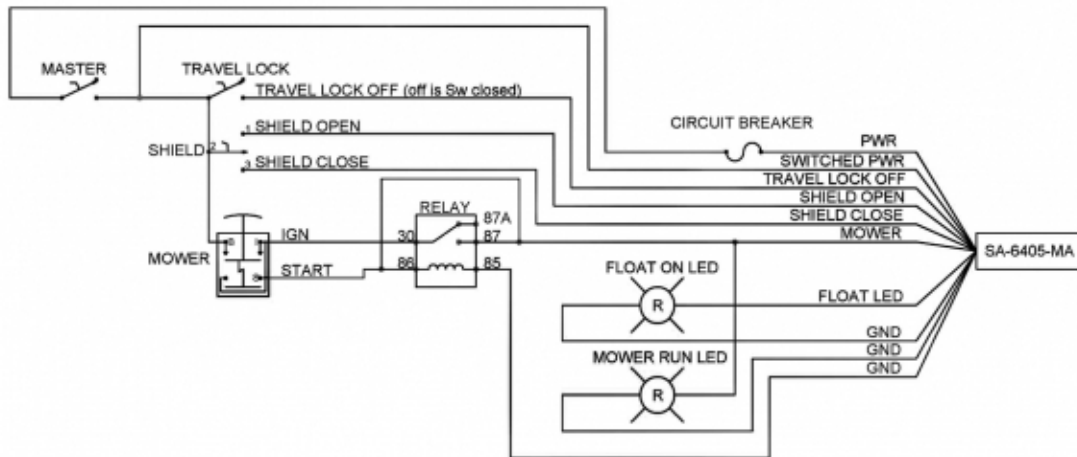 MASTER
TRAVEL LOCK
TRAVEL LOCK OFF (off is Sw closed)
1 SHIELD OPEN
SHIELD 2
3 SHIELD CLOSE
CIRCUIT BREAKER
PWR
SWITCHED PWR
TRAVEL LOCK OFF
SHIELD OPEN
SHIELD CLOSE
MOWER
SA-6405-MA
RELAY
87A
IGN
30
87
MOWER
START
86
85
FLOAT ON LED
R
FLOAT LED
GND
MOWER RUN LED
GND
GND
R